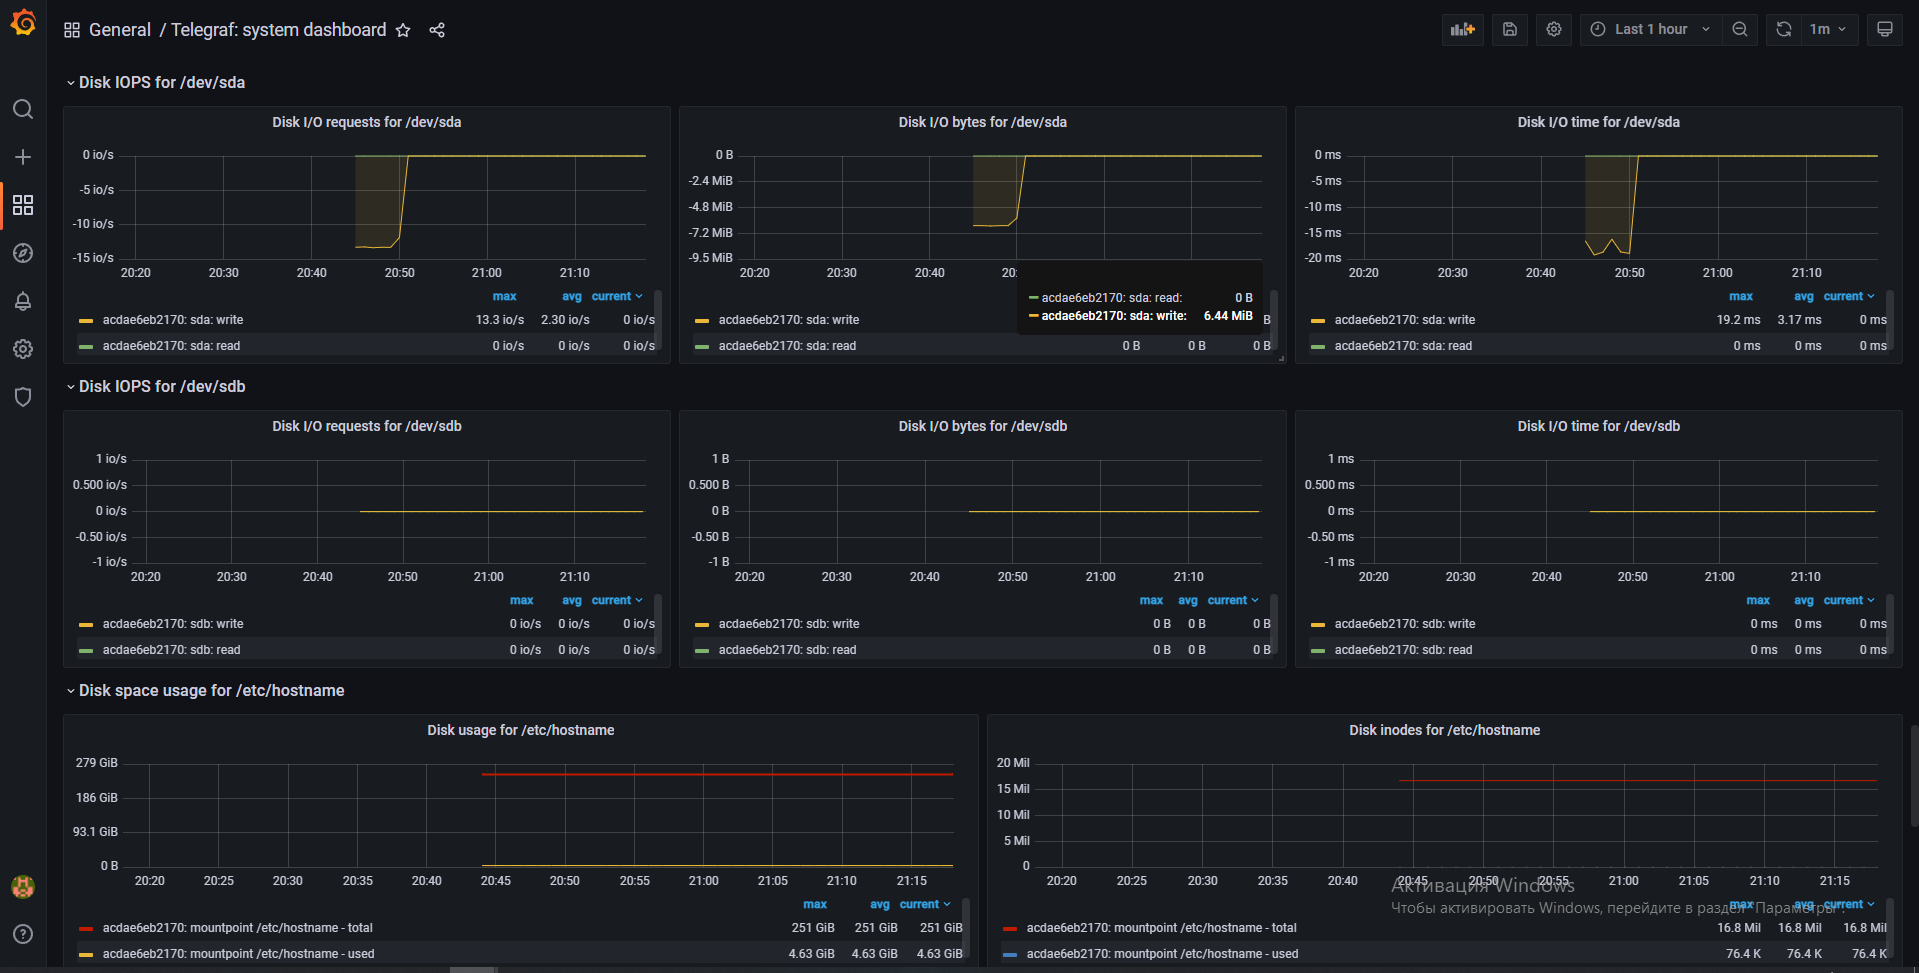 General / Telegraf: system dashboard
Last 1 hour
1m
Disk IOPS for /dev/sda
Disk I/O requests for /dev/sda
0 io/s
-5 io/s
-10 io/s
-15 io/s
20:20 20:30 20:40 20:50 21:00 21:10
max avg current
acdae6eb2170: sda: write 13.3 io/s 2.30 io/s 0 io/s
acdae6eb2170: sda: read 0 io/s 0 io/s 0 io/s
Disk I/O bytes for /dev/sda
0 B
-2.4 MiB
-4.8 MiB
-7.2 MiB
-9.5 MiB
20:20 20:30 20:40 20:
acdae6eb2170: sda: read: 0 B
acdae6eb2170: sda: write: 6.44 MiB
acdae6eb2170: sda: write B
acdae6eb2170: sda: read 0 B 0 B 0 B
Disk I/O time for /dev/sda
0 ms
-5 ms
-10 ms
-15 ms
-20 ms
20:20 20:30 20:40 20:50 21:00 21:10
max avg current
acdae6eb2170: sda: write 19.2 ms 3.17 ms 0 ms
acdae6eb2170: sda: read 0 ms 0 ms 0 ms
Disk IOPS for /dev/sdb
Disk I/O requests for /dev/sdb
1 io/s
0.500 io/s
0 io/s
-0.50 io/s
-1 io/s
20:20 20:30 20:40 20:50 21:00 21:10
max avg current
acdae6eb2170: sdb: write 0 io/s 0 io/s 0 io/s
acdae6eb2170: sdb: read 0 io/s 0 io/s 0 io/s
Disk I/O bytes for /dev/sdb
1 B
0.500 B
0 B
-0.50 B
-1 B
20:20 20:30 20:40 20:50 21:00 21:10
max avg current
acdae6eb2170: sdb: write 0 B 0 B 0 B
acdae6eb2170: sdb: read 0 B 0 B 0 B
Disk I/O time for /dev/sdb
1 ms
0.500 ms
0 ms
-0.50 ms
-1 ms
20:20 20:30 20:40 20:50 21:00 21:10
max avg current
acdae6eb2170: sdb: write 0 ms 0 ms 0 ms
acdae6eb2170: sdb: read 0 ms 0 ms 0 ms
Disk space usage for /etc/hostname
Disk usage for /etc/hostname
279 GiB
186 GiB
93.1 GiB
0 B
20:20 20:25 20:30 20:35 20:40 20:45 20:50 20:55 21:00 21:05 21:10 21:15
max avg current
acdae6eb2170: mountpoint /etc/hostname - total 251 GiB 251 GiB 251 GiB
acdae6eb2170: mountpoint /etc/hostname - used 4.63 GiB 4.63 GiB 4.63 GiB
Disk inodes for /etc/hostname
20 Mil
15 Mil
10 Mil
5 Mil
0
20:20 20:25 20:30 20:35 20:40 20:45 20:50 20:55 21:00 21:05 21:10 21:15
Активация Windows
Чтобы активировать Windows, перейдите в раздел "Параметры".
max avg current
acdae6eb2170: mountpoint /etc/hostname - total 16.8 Mil 16.8 Mil 16.8 Mil
acdae6eb2170: mountpoint /etc/hostname - used 76.4 K 76.4 K 76.4 K